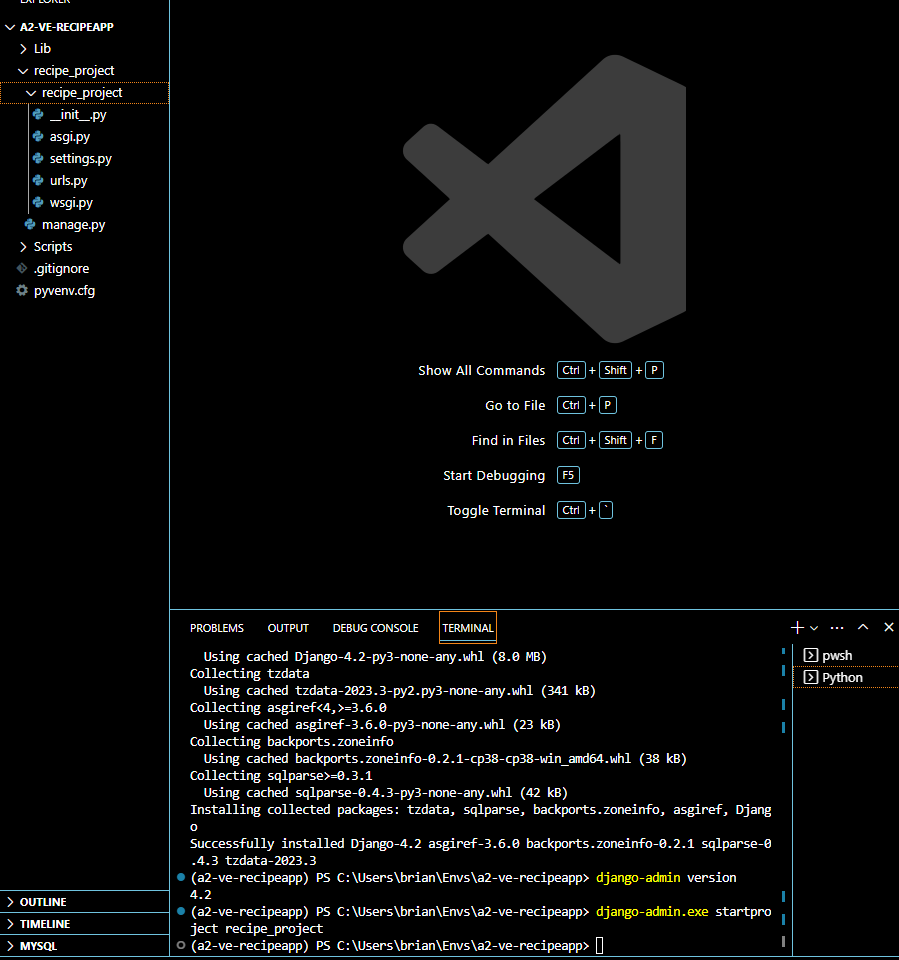 EXPLORER
A2-VE-RECIPEAPP
Lib
recipe_project
recipe_project
__init__.py
asgi.py
settings.py
urls.py
wsgi.py
manage.py
Scripts
.gitignore
pyvenv.cfg
Show All Commands Ctrl + Shift + P
Go to File Ctrl + P
Find in Files Ctrl + Shift + F
Start Debugging F5
Toggle Terminal Ctrl + `
PROBLEMS OUTPUT DEBUG CONSOLE TERMINAL
Using cached Django-4.2-py3-none-any.whl (8.0 MB)
Collecting tzdata
Using cached tzdata-2023.3-py2.py3-none-any.whl (341 kB)
Collecting asgiref<4,>=3.6.0
Using cached asgiref-3.6.0-py3-none-any.whl (23 kB)
Collecting backports.zoneinfo
Using cached backports.zoneinfo-0.2.1-cp38-cp38-win_amd64.whl (38 kB)
Collecting sqlparse>=0.3.1
Using cached sqlparse-0.4.3-py3-none-any.whl (42 kB)
Installing collected packages: tzdata, sqlparse, backports.zoneinfo, asgiref, Djang
o
Successfully installed Django-4.2 asgiref-3.6.0 backports.zoneinfo-0.2.1 sqlparse-0
.4.3 tzdata-2023.3
(a2-ve-recipeapp) PS C:\Users\brian\Envs\a2-ve-recipeapp> django-admin version
4.2
(a2-ve-recipeapp) PS C:\Users\brian\Envs\a2-ve-recipeapp> django-admin.exe startpro
ject recipe_project
(a2-ve-recipeapp) PS C:\Users\brian\Envs\a2-ve-recipeapp>
pwsh
Python
OUTLINE
TIMELINE
MYSQL